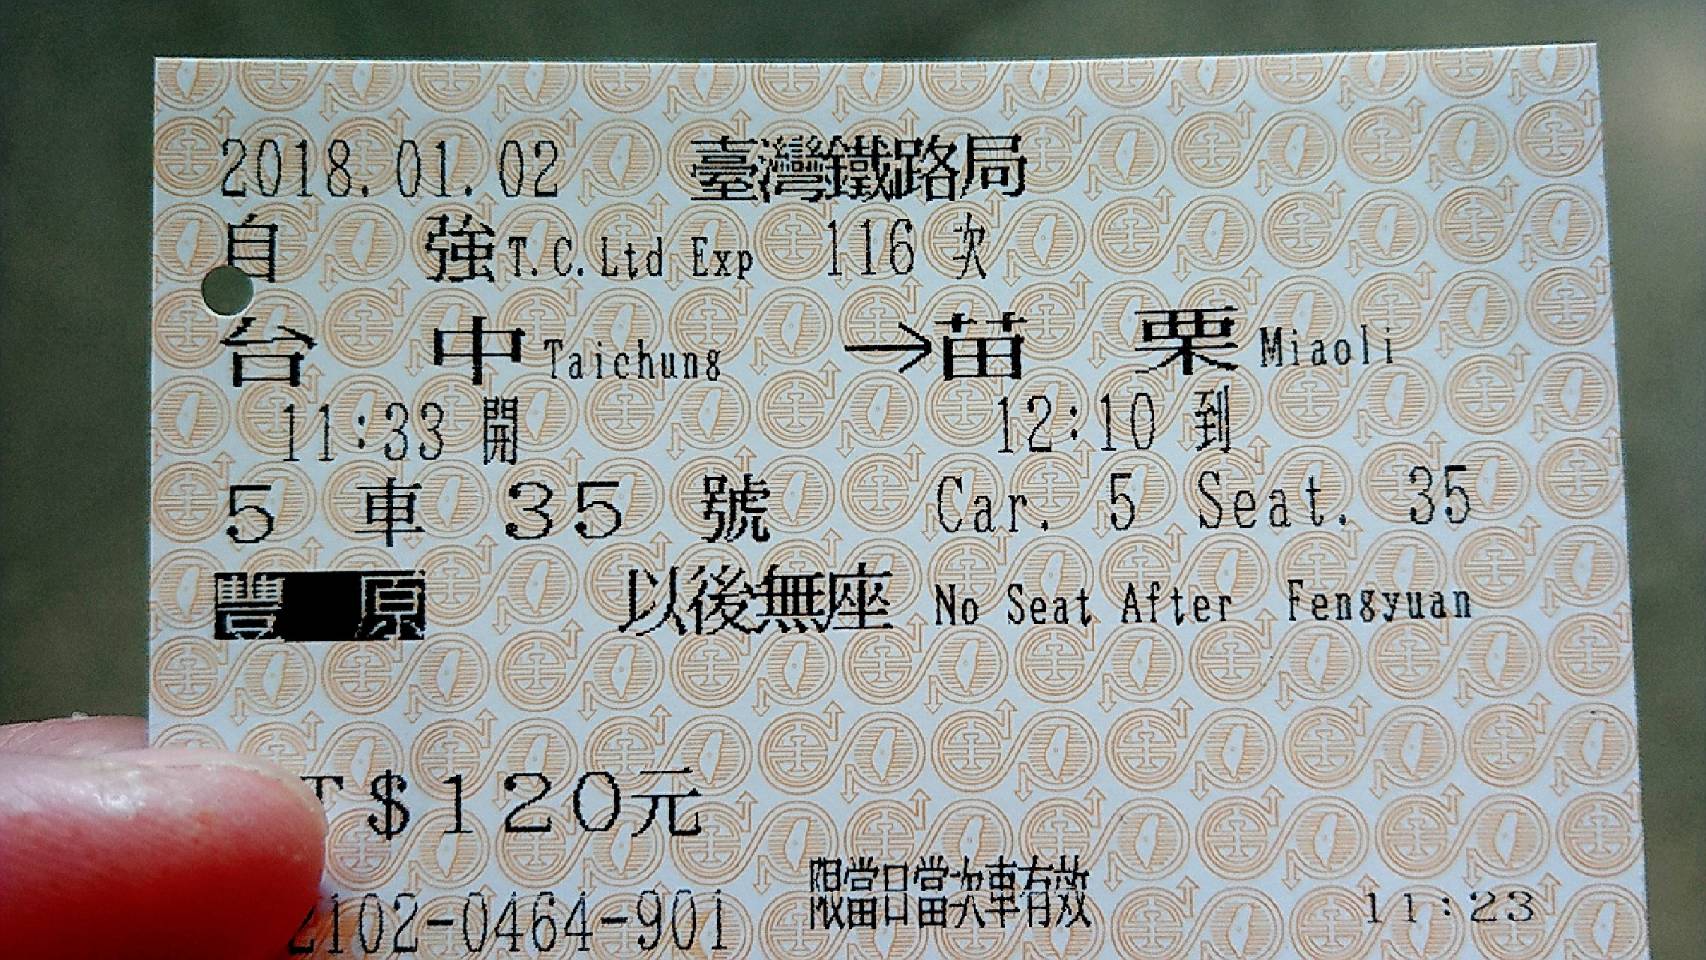 2018.01.02 臺灣鐵路局
自 強 T.C.Ltd Exp 116 次
台 中 Taichung →苗 栗 Miaoli
11:33 開 12:10 到
5 車 35 號 Car. 5 Seat. 35
豐 原 以後無座 No Seat After Fengyuan
T$120元
2102-0464-901 限當日當次車有效 11:23